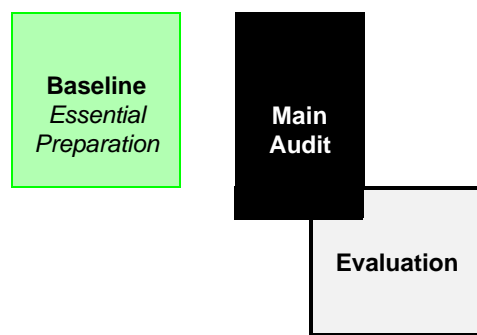 Baseline
Essential
Preparation
Main
Audit
Evaluation